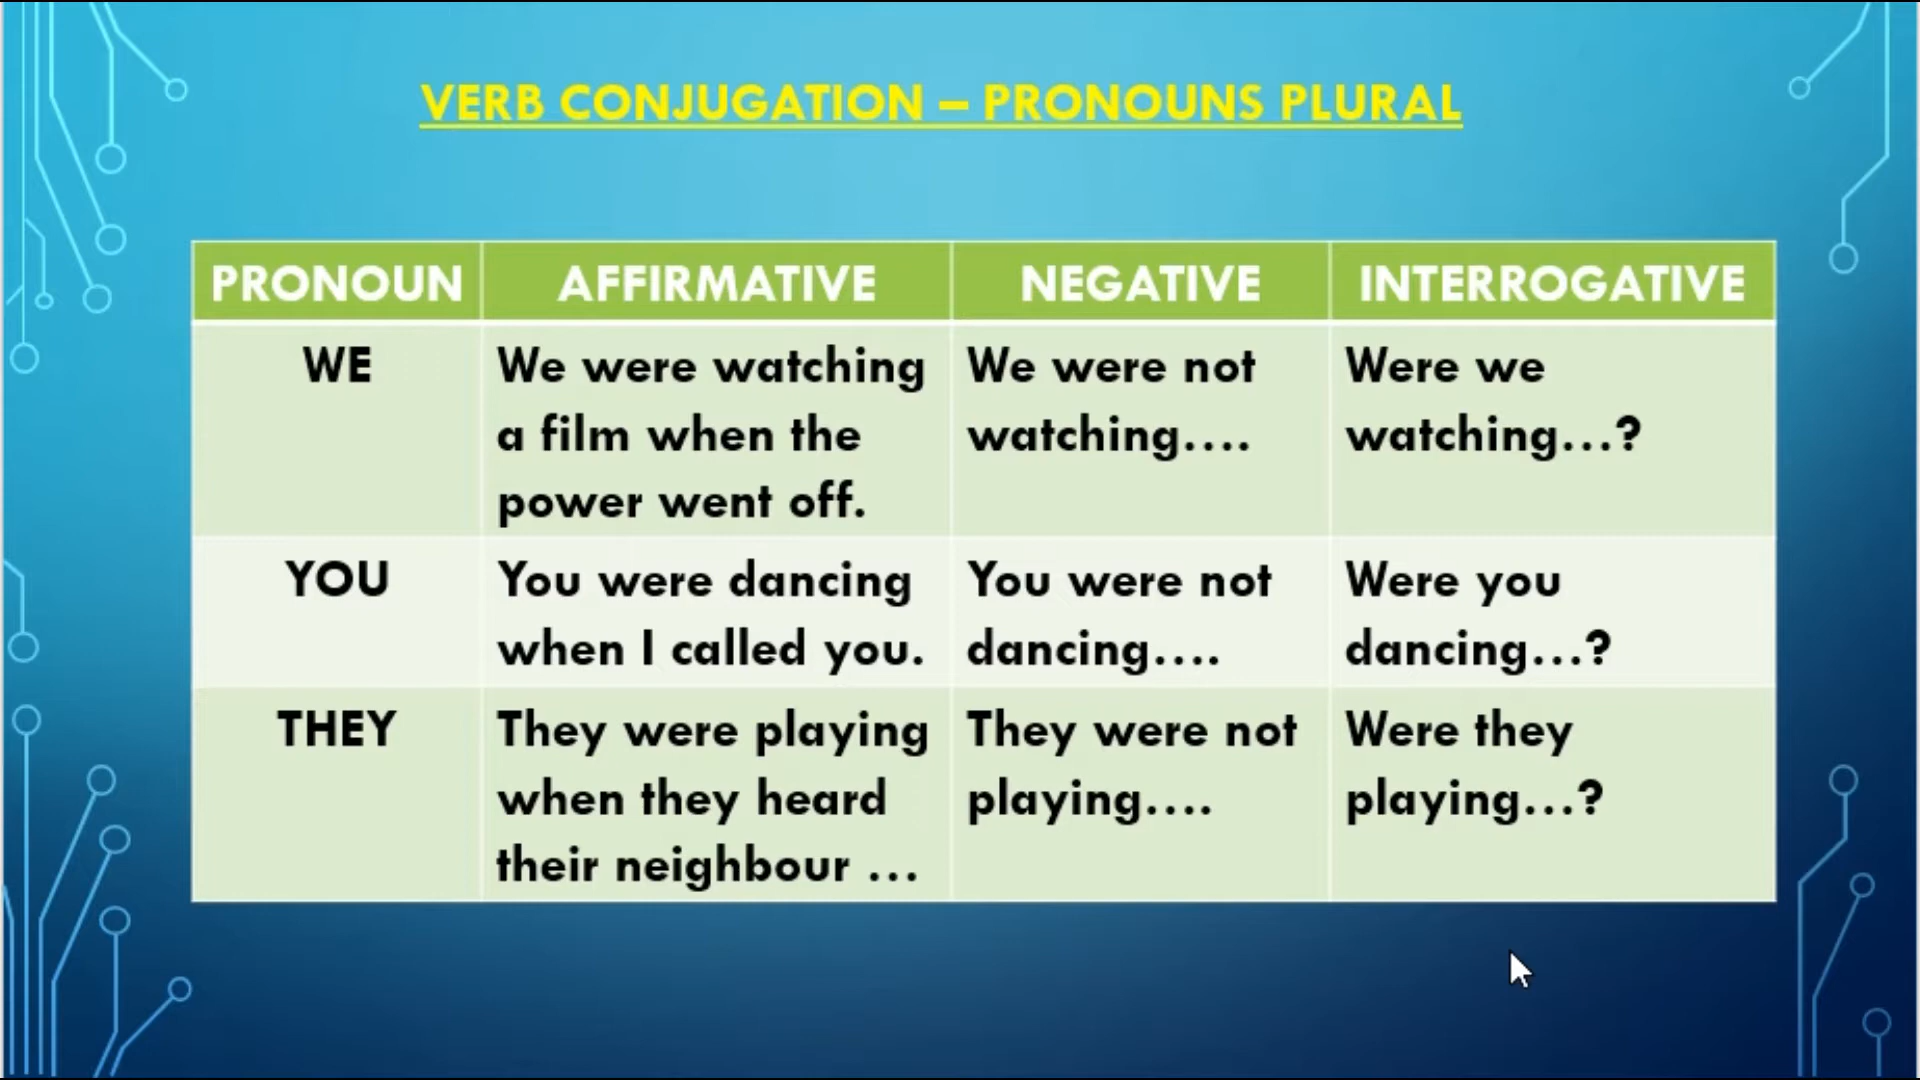 VERB CONJUGATION – PRONOUNS PLURAL
PRONOUN AFFIRMATIVE NEGATIVE INTERROGATIVE
WE
We were watching
a film when the
power went off.
We were not
watching....
Were we
watching...?
YOU
You were dancing
when I called you.
You were not
dancing....
Were you
dancing...?
THEY
They were playing
when they heard
their neighbour ...
They were not
playing....
Were they
playing...?